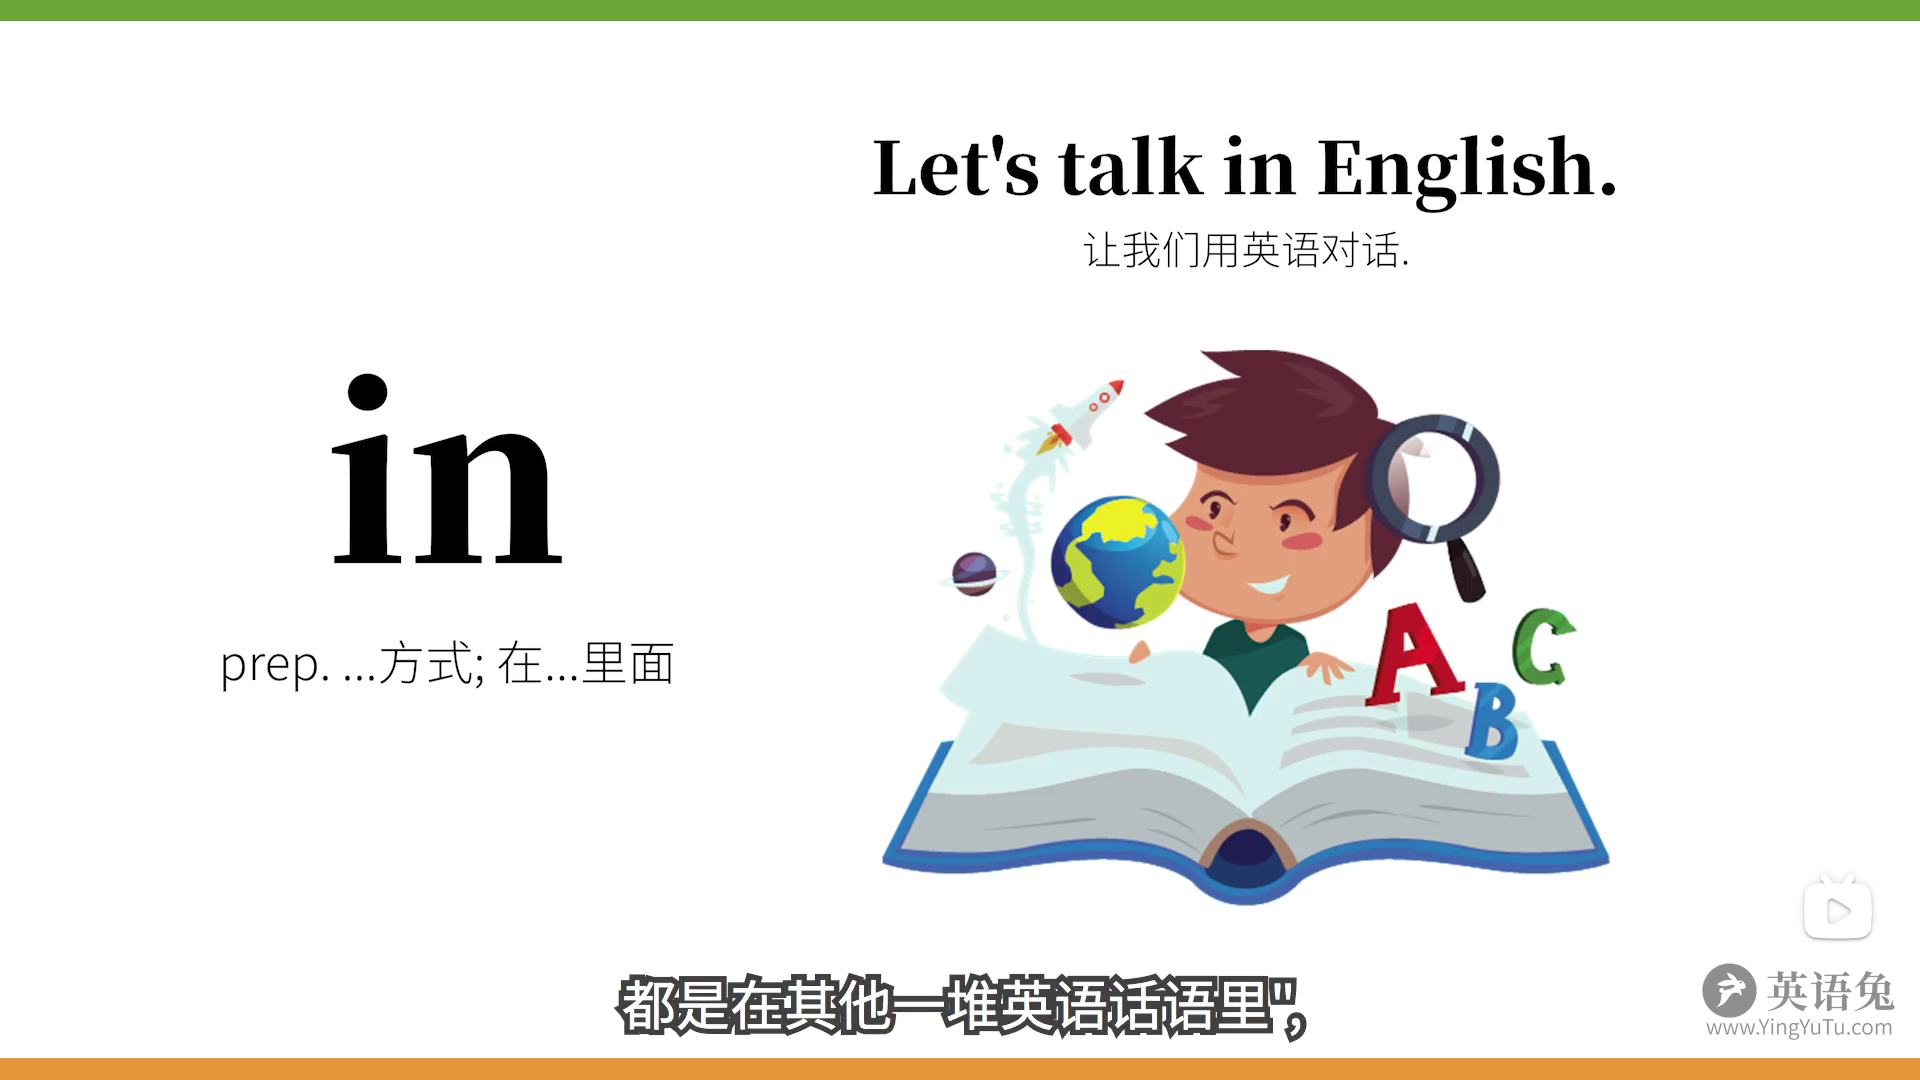 Let's talk in English.
让我们用英语对话.
in
prep. ...方式; 在...里面
A
C
B
都是在其他一堆英语话语里",
英语兔
www.YingYuTu.com